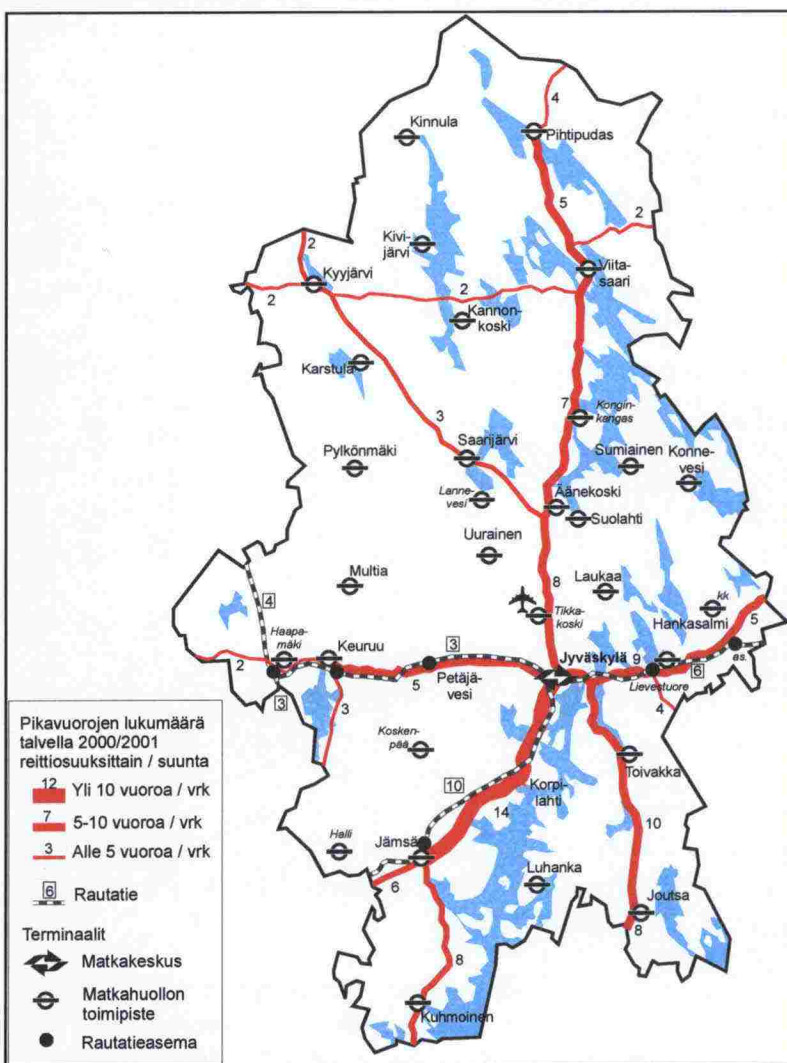 4
Kinnula
Pihtipudas
5
2
Kivi-
järvi
2
Viita-
saari
Kyyjärvi
2
2
Kannon-
koski
Karstula
3
7
Kongin-
kangas
Saarijärvi
Sumiainen
Konne-
vesi
Pylkönmäki
Lanne-
vesi
Äänekoski
Suolahti
Uurainen
Multia
8
Laukaa
kk
Hankasalmi
4
Tikka-
koski
5
Haapa-
mäki
Keuruu
3
Jyväskylä
9
6
as.
2
5
Petäjä-
vesi
Lievestuore
3
3
4
Kosken-
pää
Toivakka
10
Korpi-
lahti
14
10
Halli
Jämsä
6
Luhanka
Joutsa
8
8
Kuhmoinen
Pikavuorojen lukumäärä
talvella 2000/2001
reittiosuuksittain / suunta
12 Yli 10 vuoroa / vrk
7 5-10 vuoroa / vrk
3 Alle 5 vuoroa / vrk
6 Rautatie
Terminaalit
Matkakeskus
Matkahuollon
toimipiste
Rautatieasema